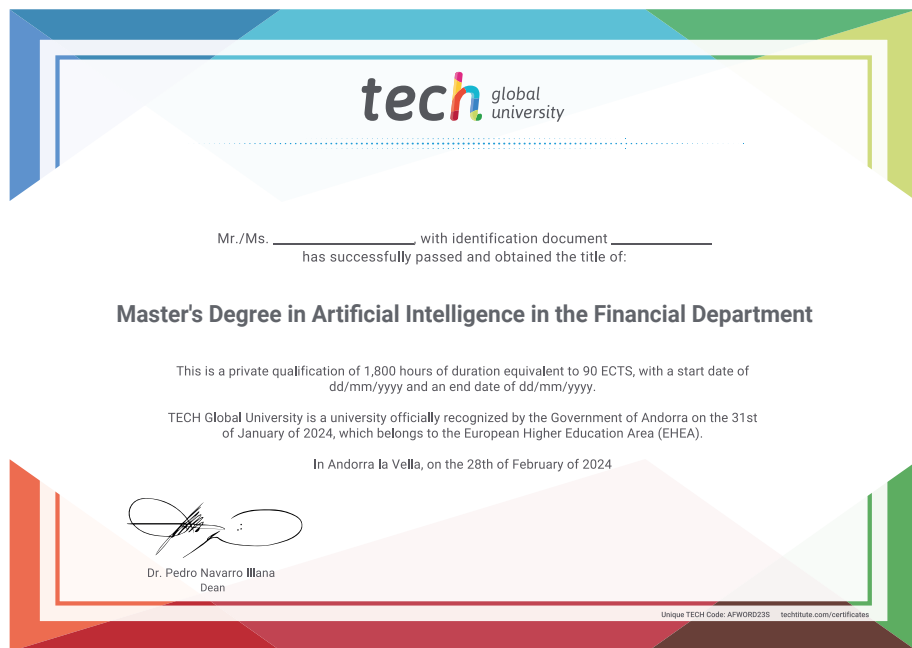 tech global
university
Mr./Ms. ____________, with identification document ____________
has successfully passed and obtained the title of:
Master's Degree in Artificial Intelligence in the Financial Department
This is a private qualification of 1,800 hours of duration equivalent to 90 ECTS, with a start date of
dd/mm/yyyy and an end date of dd/mm/yyyy.
TECH Global University is a university officially recognized by the Government of Andorra on the 31st
of January of 2024, which belongs to the European Higher Education Area (EHEA).
In Andorra la Vella, on the 28th of February of 2024
Dr. Pedro Navarro Illana
Dean
Unique TECH Code: AFWORD23S techtitute.com/certificates